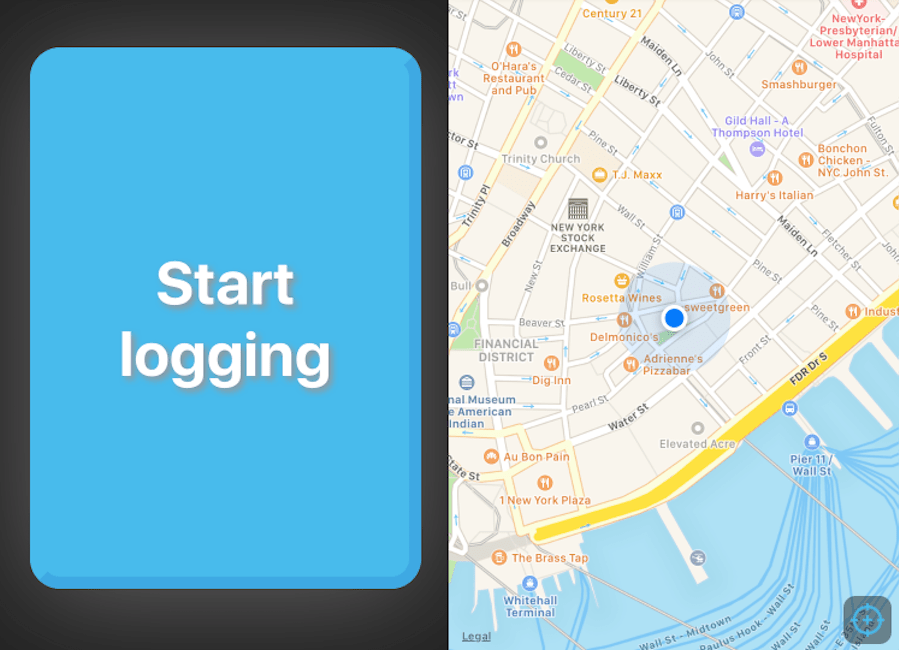 Start
logging
Century 21
NewYork-
Presbyterian/
Lower Manhatta
Hospital
Maiden Ln
John St
Liberty St
Cedar St
O'Hara's
Restaurant
and Pub
Liberty St
Smashburger
Gild Hall - A
Thompson Hotel
Fulton St
Pine St
Trinity Church
Bonchon
Chicken -
NYC John St.
T.J. Maxx
Harry's Italian
Trinity Pl
Broadway
Wall St
NEW YORK
STOCK
EXCHANGE
William St
Maiden Ln
Fletcher St
New St
Pine St
Bull
Rosetta Wines
sweetgreen
Pine St
Indust
Beaver St
Delmonico's
FINANCIAL
DISTRICT
Front St
Adrienne's
Pizzabar
FDR Dr S
Dig Inn
nal Museum
e American
Indian
Pearl St
Water St
Elevated Acre
Au Bon Pain
Pier 11 /
Wall St
State St
1 New York Plaza
The Brass Tap
Whitehall
Terminal
Legal
Wall St - Midtown
Paulus Hook - Wall St
Wall St
Wall St